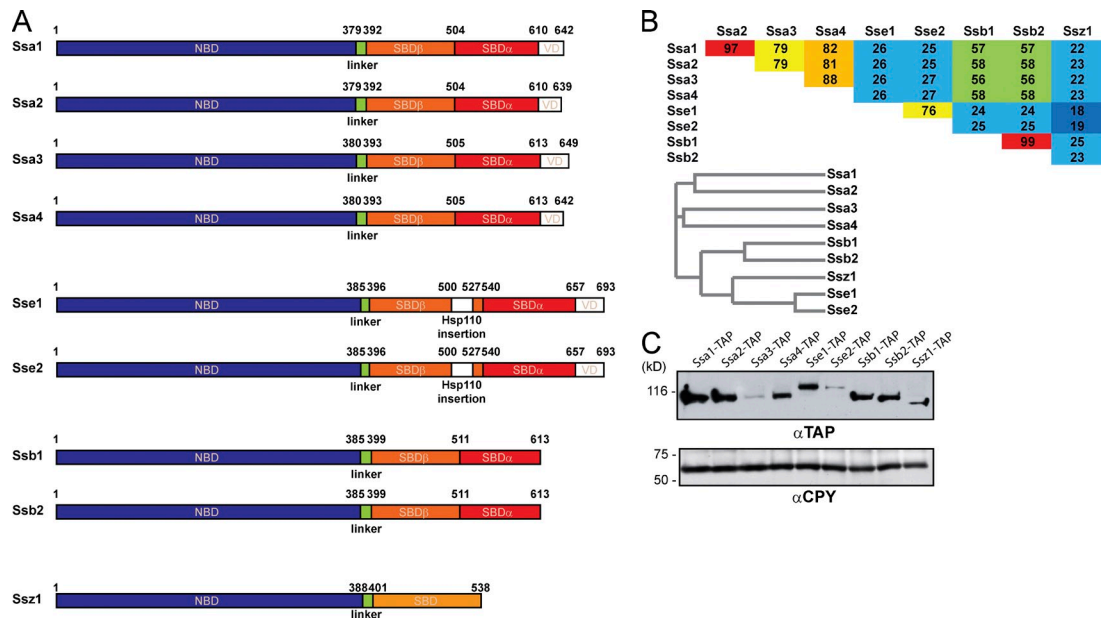 A
1 379 392 504 610 642
Ssa1 NBD SBDβ SBDα VD
linker
1 379 392 504 610 639
Ssa2 NBD SBDβ SBDα VD
linker
1 380 393 505 613 649
Ssa3 NBD SBDβ SBDα VD
linker
1 380 393 505 613 642
Ssa4 NBD SBDβ SBDα VD
linker
1 385 396 500 527 540 657 693
Sse1 NBD SBDβ SBDα VD
linker Hsp110
insertion
1 385 396 500 527 540 657 693
Sse2 NBD SBDβ SBDα VD
linker Hsp110
insertion
1 385 399 511 613
Ssb1 NBD SBDβ SBDα
linker
1 385 399 511 613
Ssb2 NBD SBDβ SBDα
linker
1 388 401 538
Ssz1 NBD SBD
linker
B
Ssa2 Ssa3 Ssa4 Sse1 Sse2 Ssb1 Ssb2 Ssz1
Ssa1 97 79 82 26 25 57 57 22
Ssa2 79 81 26 25 58 58 23
Ssa3 88 26 27 56 56 22
Ssa4 26 27 58 58 23
Sse1 76 24 24 18
Sse2 25 25 19
Ssb1 99 25
Ssb2 23
Ssa1
Ssa2
Ssa3
Ssa4
Ssb1
Ssb2
Ssz1
Sse1
Sse2
C
(kD) Ssa1-TAP Ssa2-TAP Ssa3-TAP Ssa4-TAP Sse1-TAP Sse2-TAP Ssb1-TAP Ssb2-TAP Ssz1-TAP
116 -
αTAP
75 -
50 -
αCPY